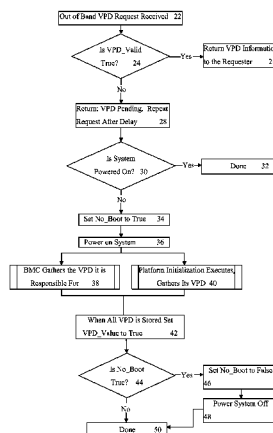 Out of Band VPD Request Received 22
Is VPD_Valid
True? 24
Yes
Return VPD Information
to the Requester 2
No
Return: VPD Pending, Repeat
Request After Delay
28
Is System
Powered On? 30
Yes
Done 32
No
Set No_Boot to True 34
Power on System 36
BMC Gathers the VPD it is
Responsible For 38
Platform Initialization Executes,
Gathers Its VPD 40
When All VPD is Stored Set
VPD_Value to True 42
Is No_Boot
True? 44
Yes
Set No_Boot to False
46
Power System Off
48
No
Done 50